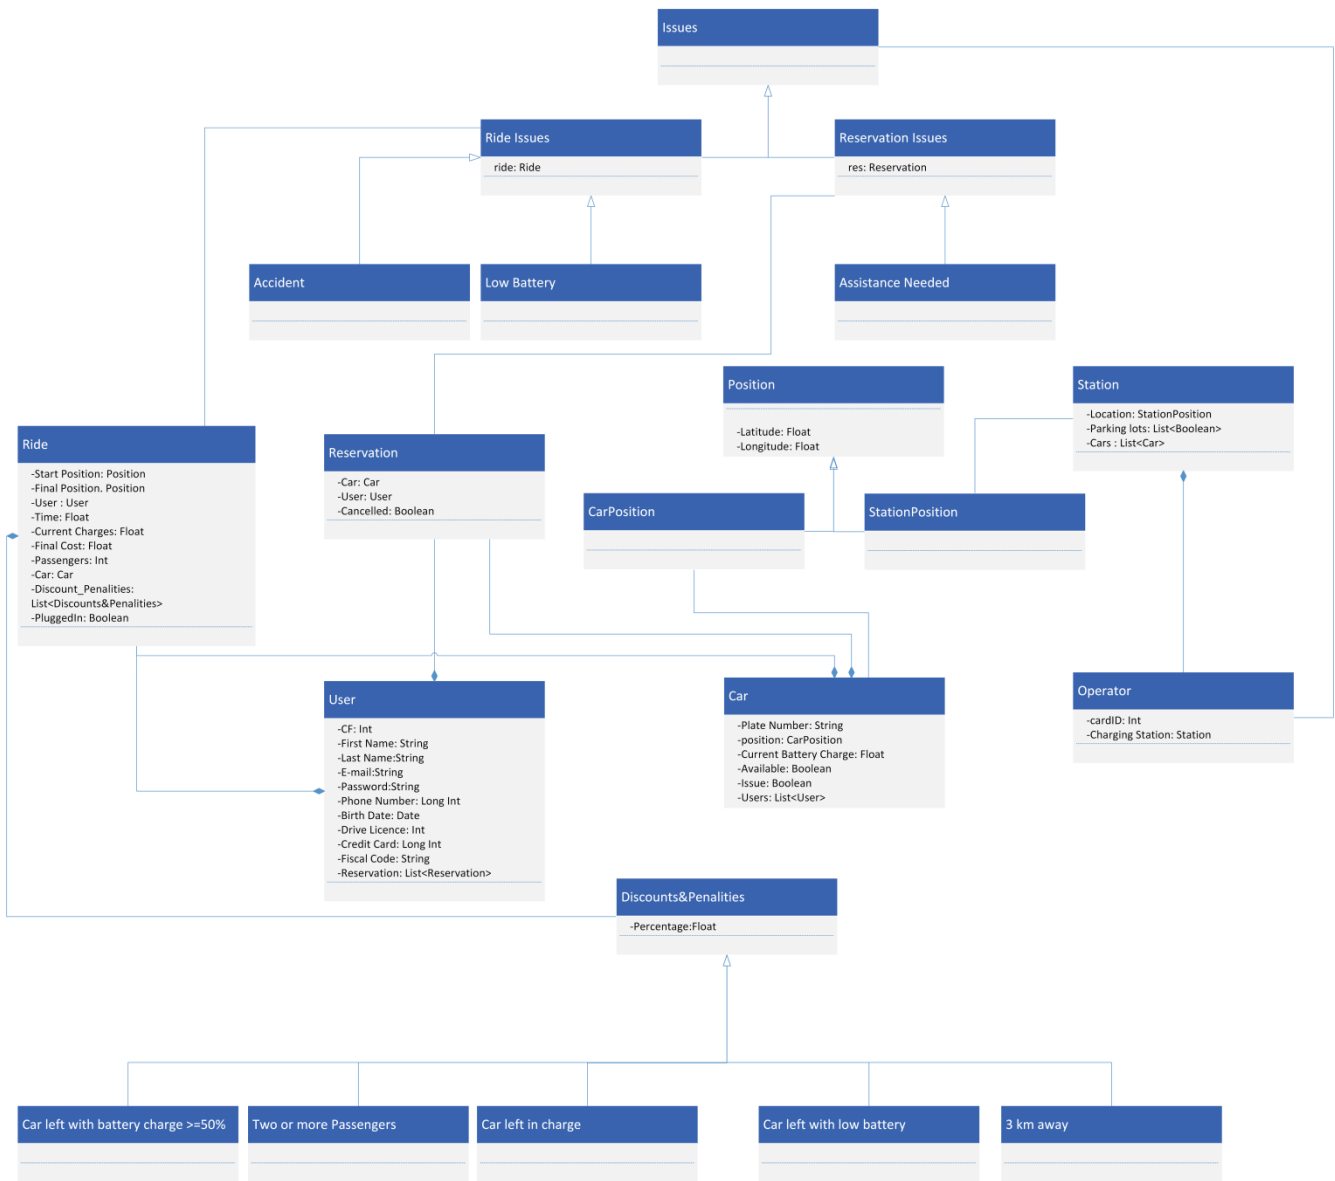 Issues
Ride Issues
ride: Ride
Reservation Issues
res: Reservation
Accident
Low Battery
Assistance Needed
Position
-Latitude: Float
-Longitude: Float
Station
-Location: StationPosition
-Parking lots: List<Boolean>
-Cars : List<Car>
Ride
-Start Position: Position
-Final Position. Position
-User : User
-Time: Float
-Current Charges: Float
-Final Cost: Float
-Passengers: Int
-Car: Car
-Discount_Penalities:
List<Discounts&Penalities>
-PluggedIn: Boolean
Reservation
-Car: Car
-User: User
-Cancelled: Boolean
CarPosition
StationPosition
User
-CF: Int
-First Name: String
-Last Name:String
-E-mail:String
-Password:String
-Phone Number: Long Int
-Birth Date: Date
-Drive Licence: Int
-Credit Card: Long Int
-Fiscal Code: String
-Reservation: List<Reservation>
Car
-Plate Number: String
-position: CarPosition
-Current Battery Charge: Float
-Available: Boolean
-Issue: Boolean
-Users: List<User>
Operator
-cardID: Int
-Charging Station: Station
Discounts&Penalities
-Percentage:Float
Car left with battery charge >=50%
Two or more Passengers
Car left in charge
Car left with low battery
3 km away